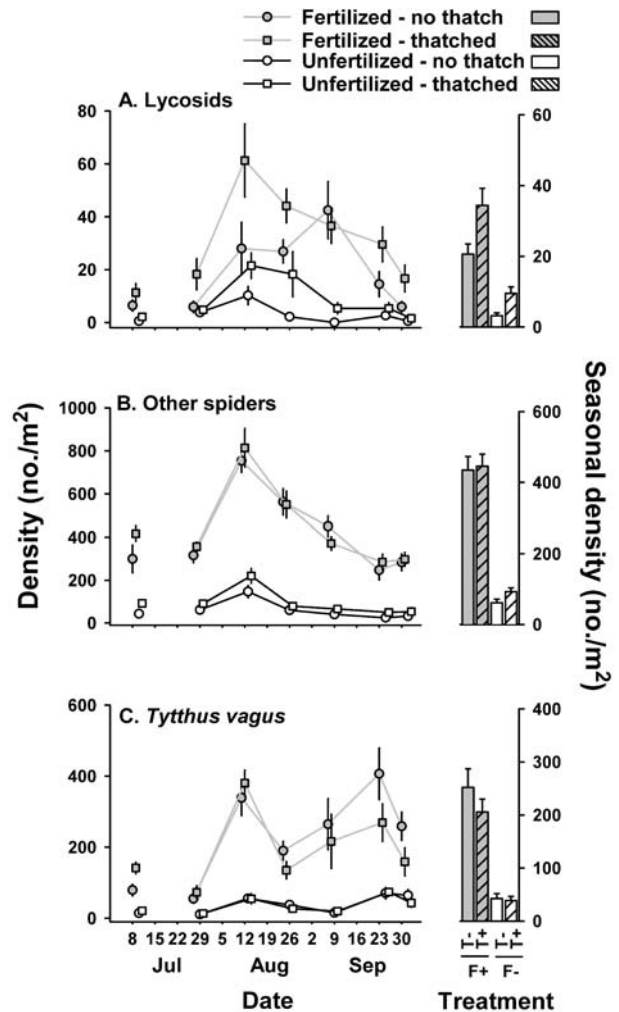 Fertilized - no thatch
Fertilized - thatched
Unfertilized - no thatch
Unfertilized - thatched
A. Lycosids
80
60
40
20
0
60
40
20
0
B. Other spiders
1000
800
600
400
200
0
600
400
200
0
C. Tytthus vagus
600
400
200
0
400
300
200
100
0
Density (no./m²)
Seasonal density (no./m²)
8 15 22 29 5 12 19 26 2 9 16 23 30
Jul Aug Sep
Date
T- T+ T- T+
F+ F-
Treatment